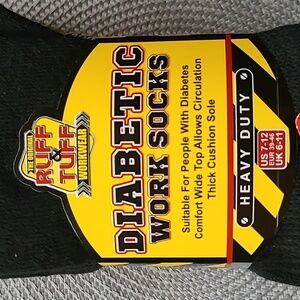 THE ORIGINAL
RUFF
&
TUFF
WORKWEAR
DIABETIC
WORK SOCKS
Suitable For People With Diabetes
Comfort Wide Top Allows Circulation
Thick Cushion Sole
HEAVY DUTY
US 7-12
EUR 39-46
UK 6-11